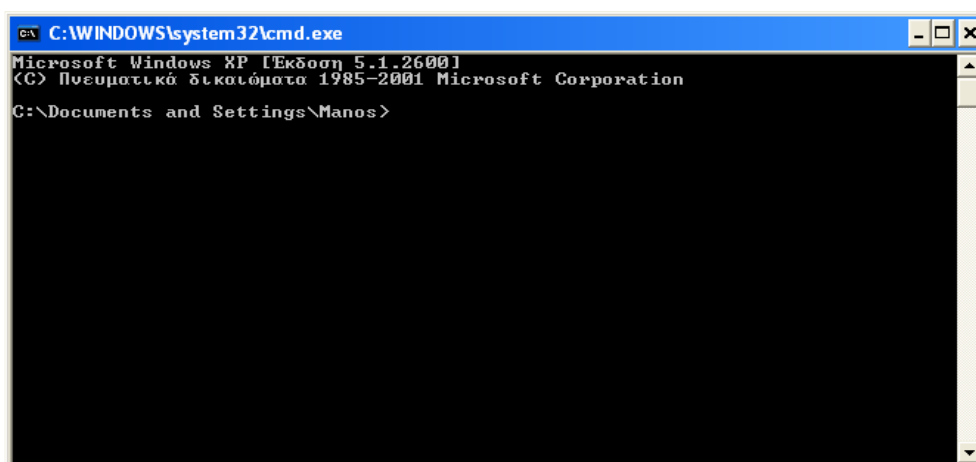 C:\WINDOWS\system32\cmd.exe
Microsoft Windows XP [Έκδοση 5.1.2600]
(C) Πνευματικά δικαιώματα 1985-2001 Microsoft Corporation
C:\Documents and Settings\Manos>